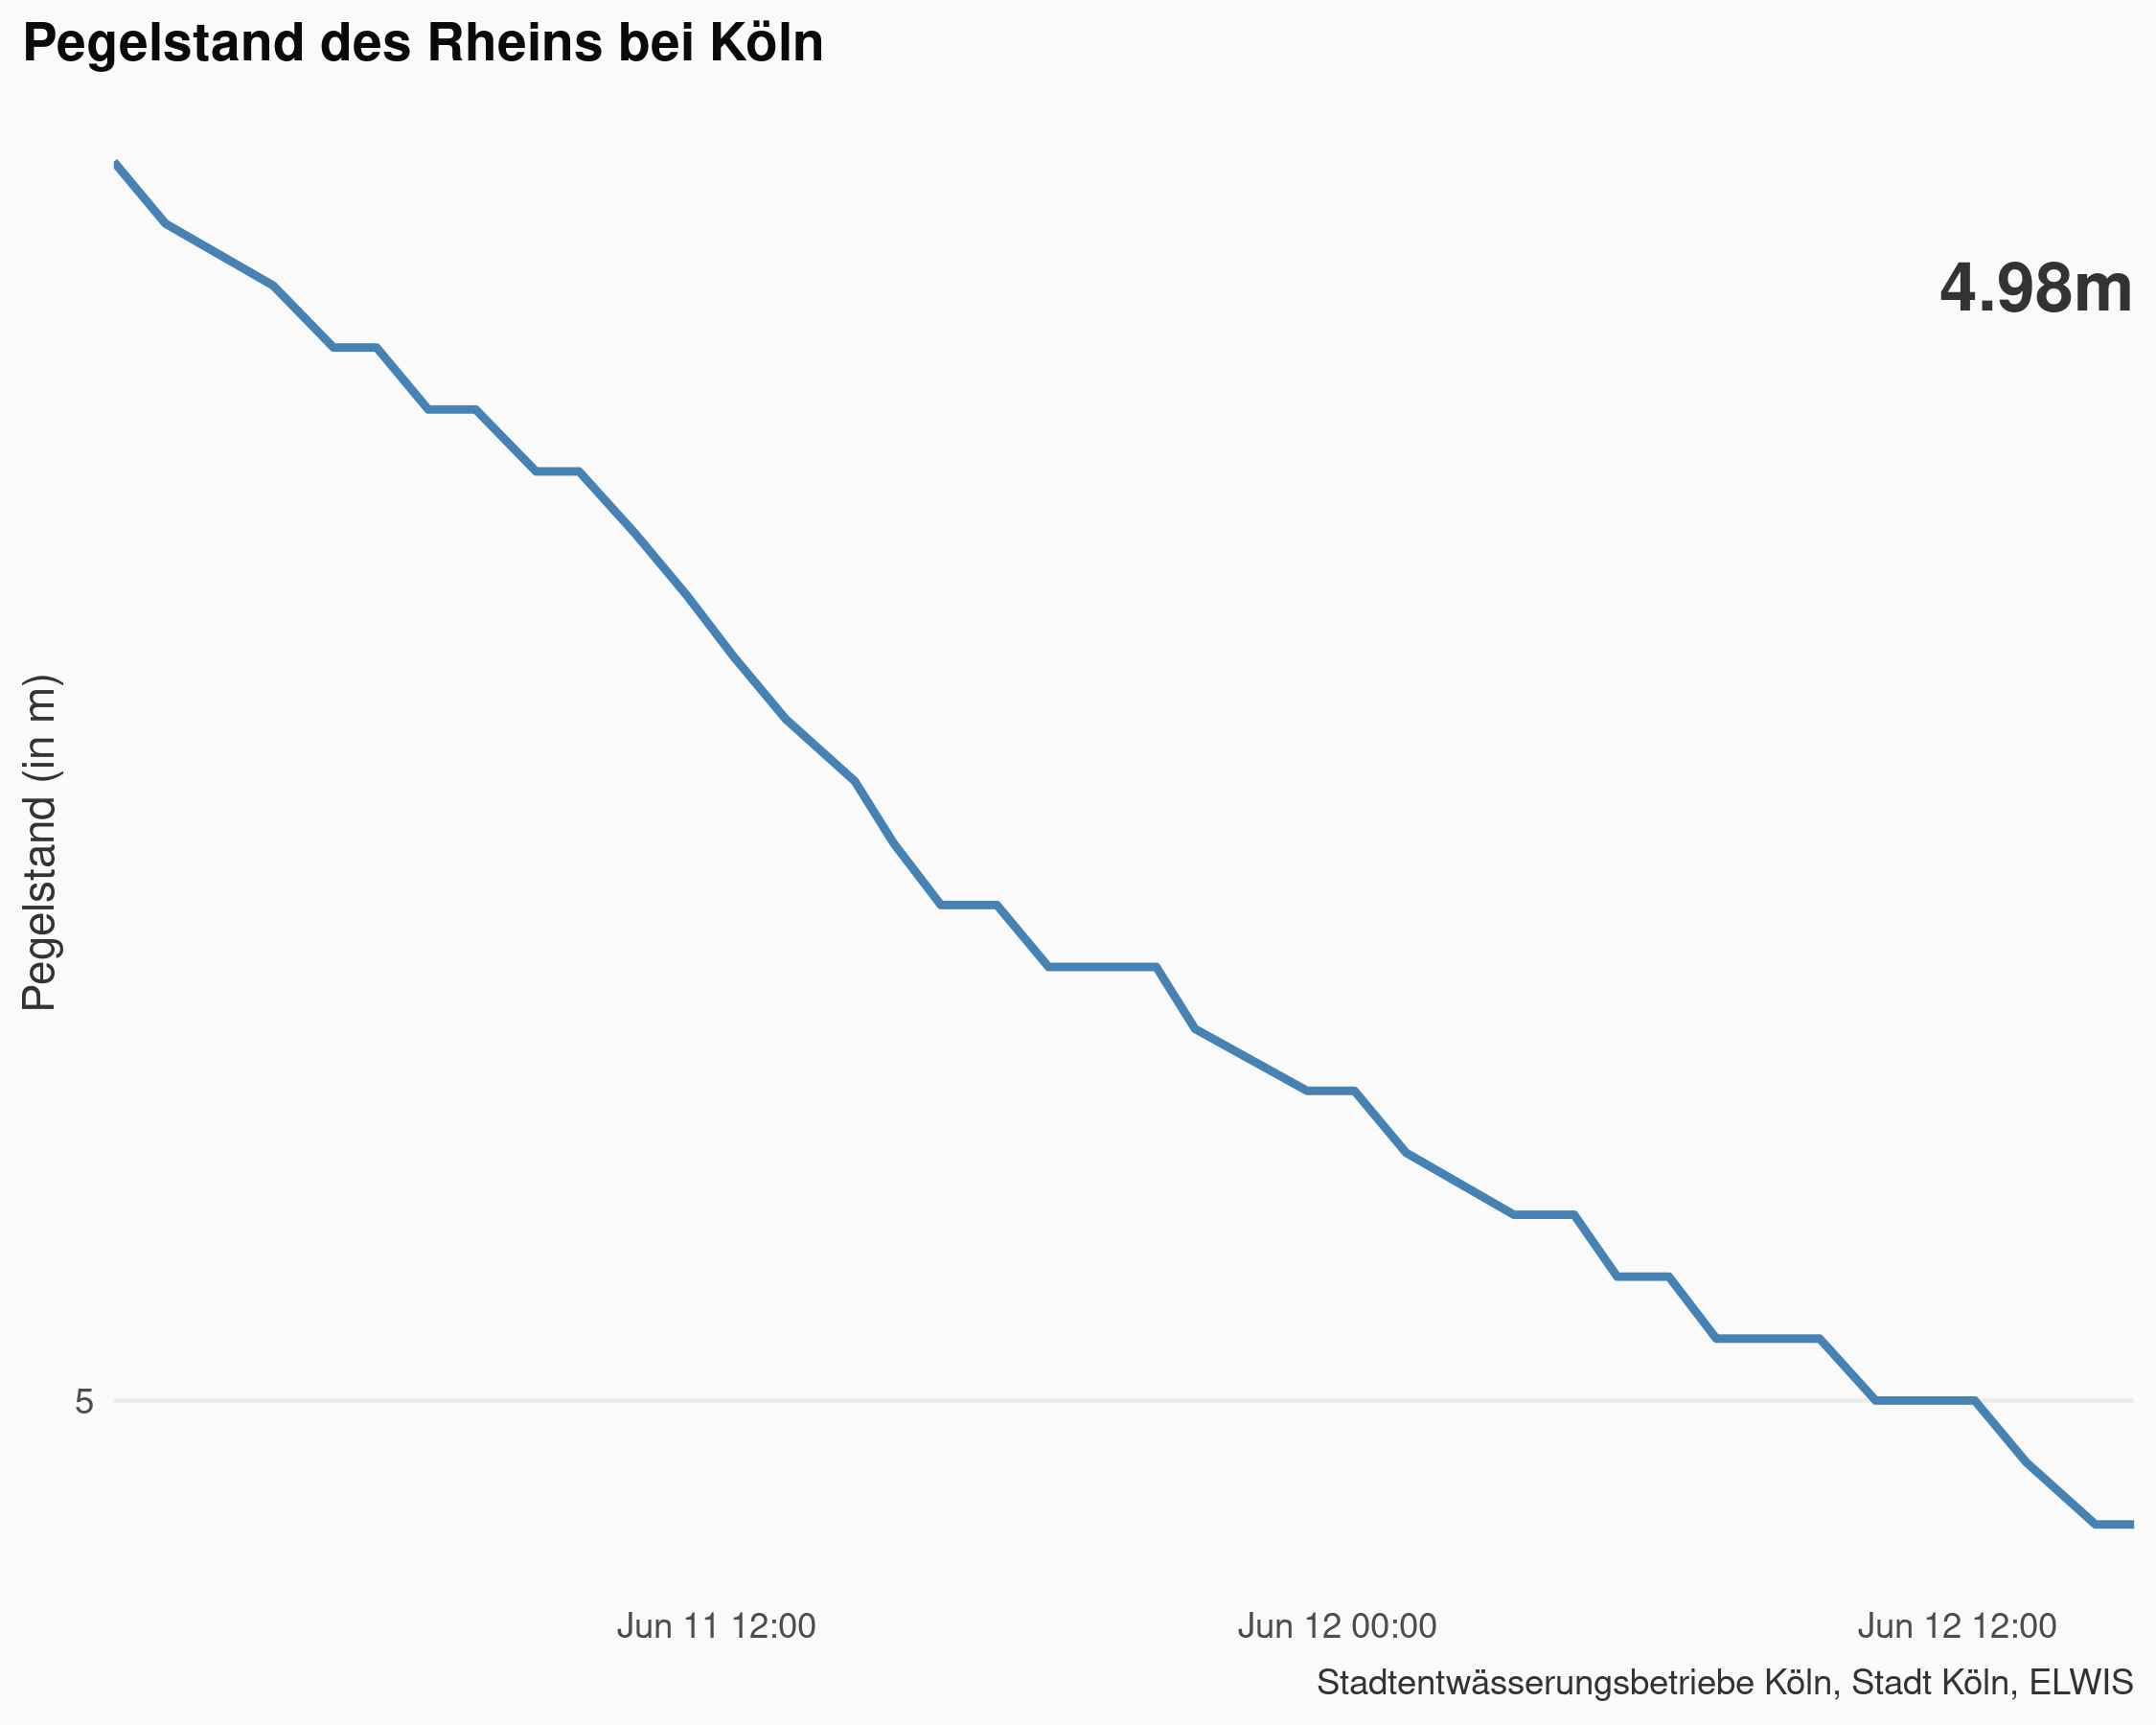 Pegelstand des Rheins bei Köln
4.98m
Pegelstand (in m)
5
Jun 11 12:00
Jun 12 00:00
Jun 12 12:00
Stadtentwässerungsbetriebe Köln, Stadt Köln, ELWIS